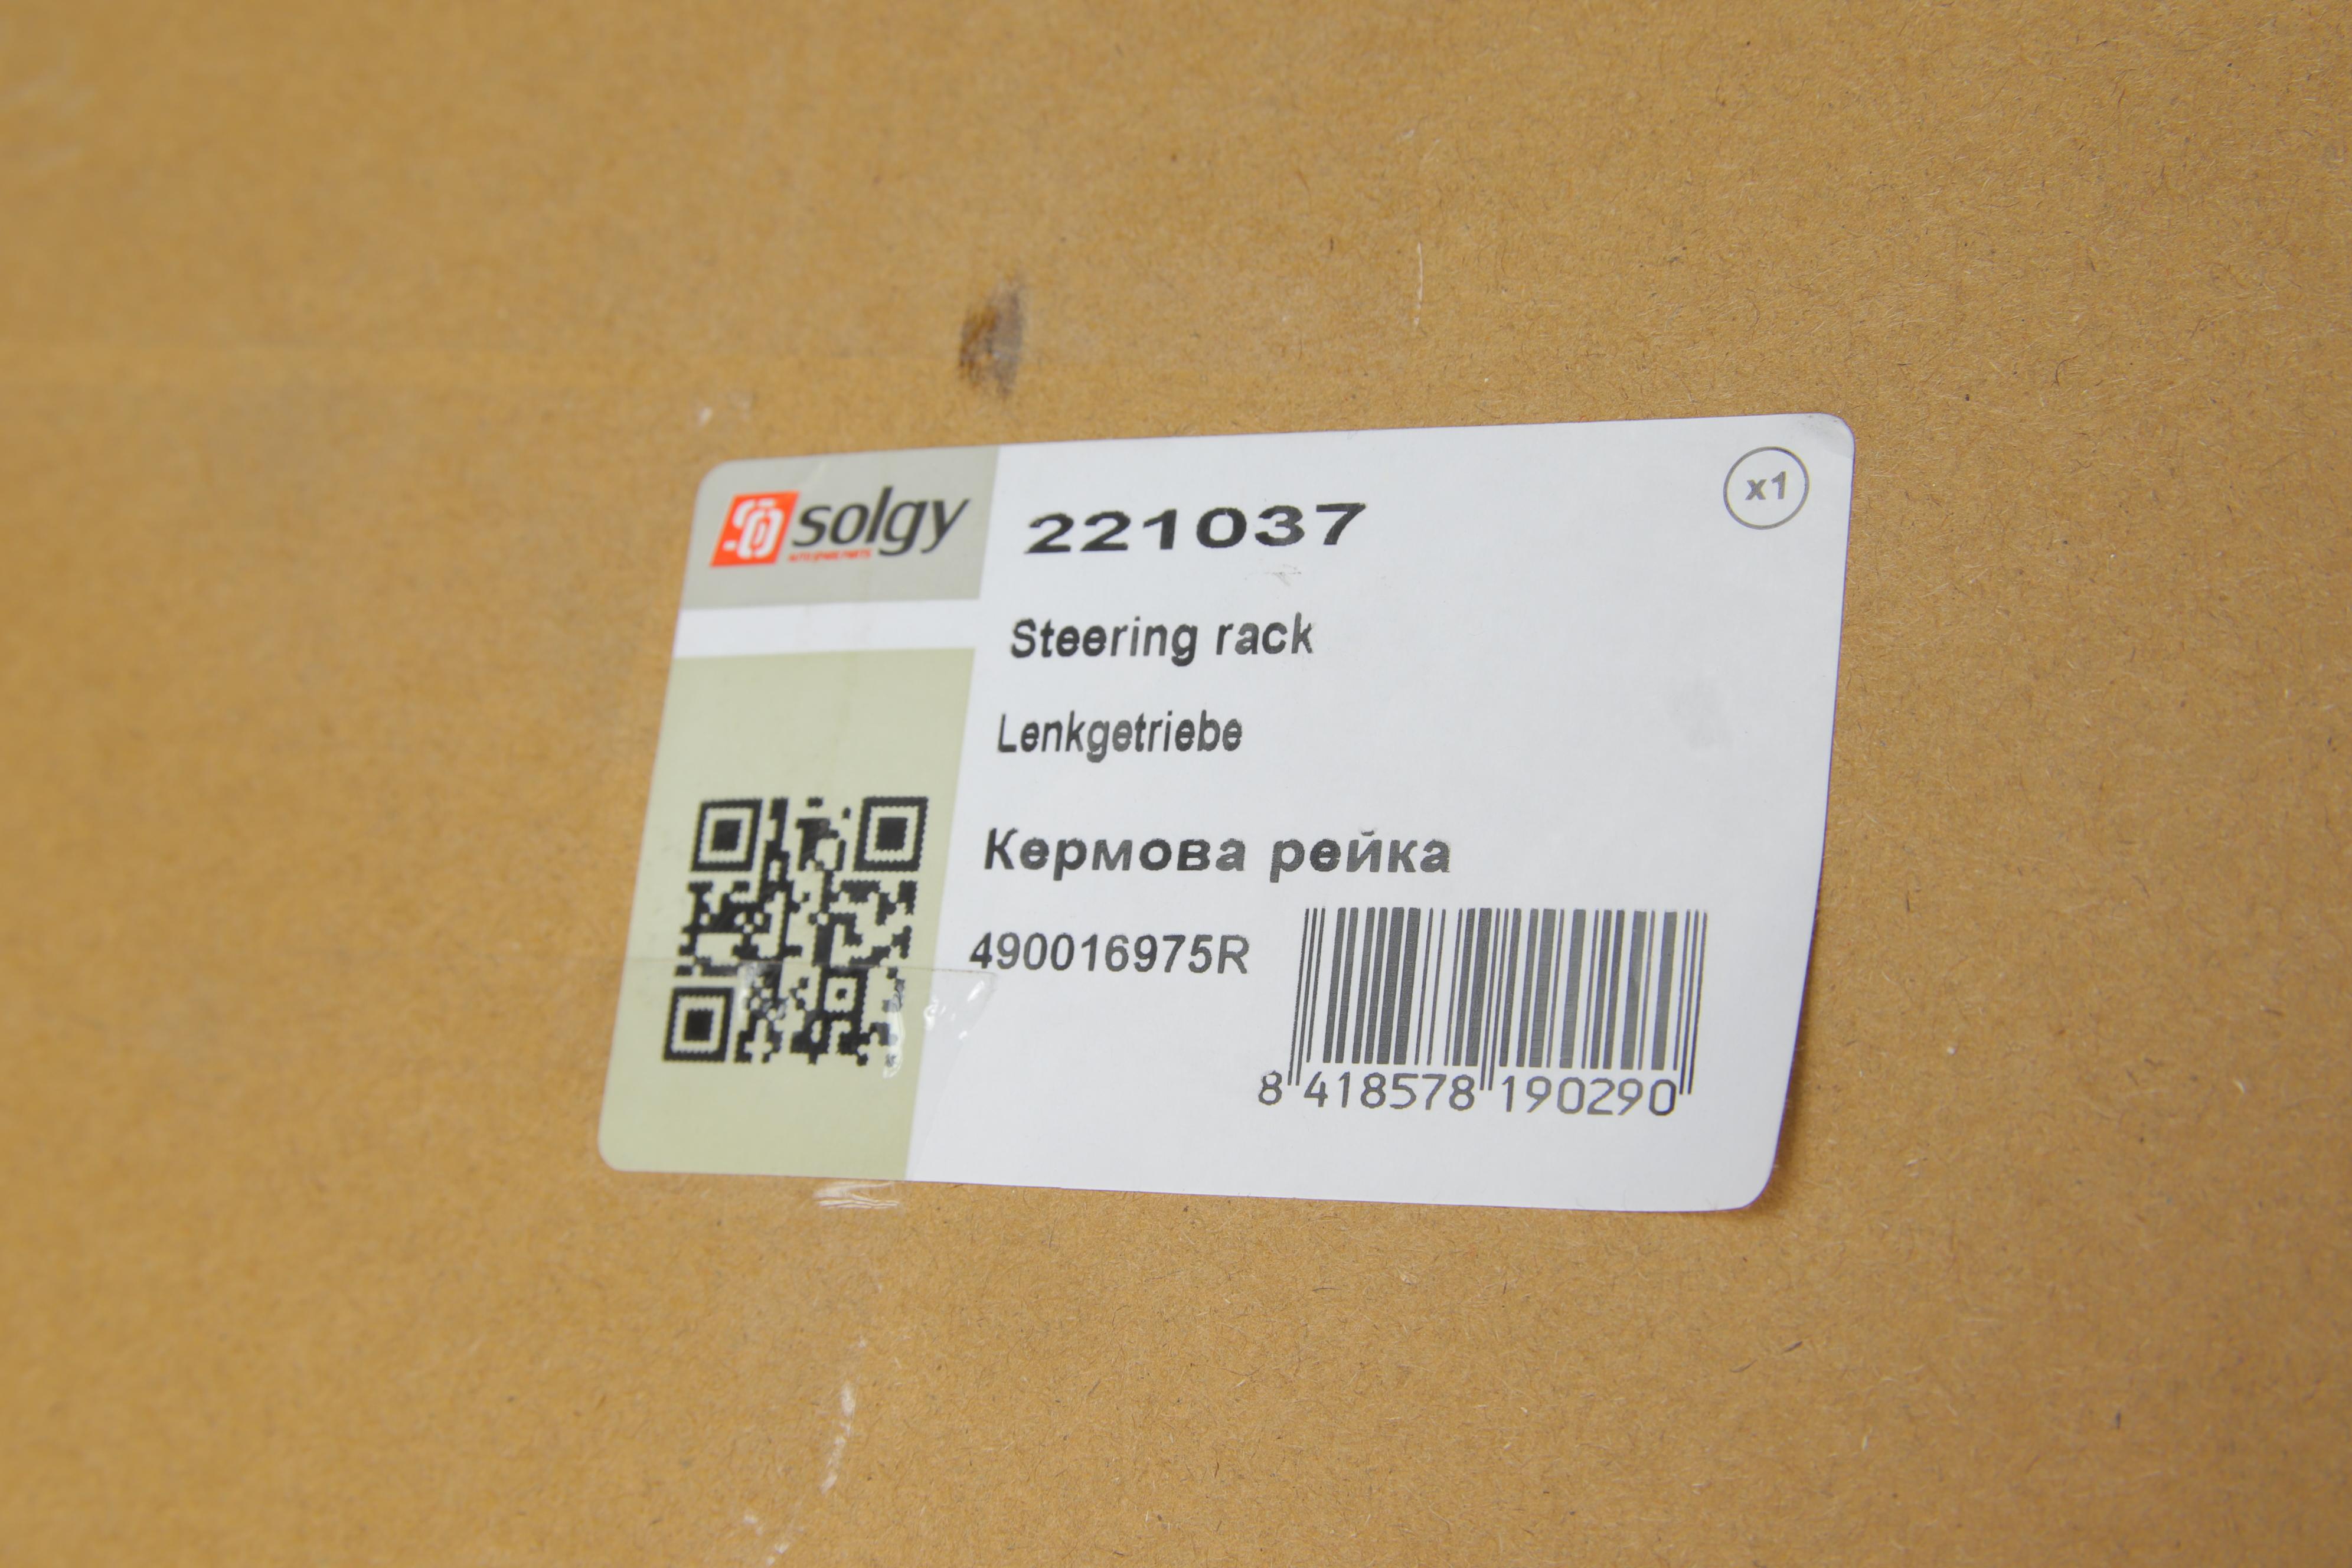 solgy
221037
x1
Steering rack
Lenkgetriebe
Кермова рейка
490016975R
8 418578 190290